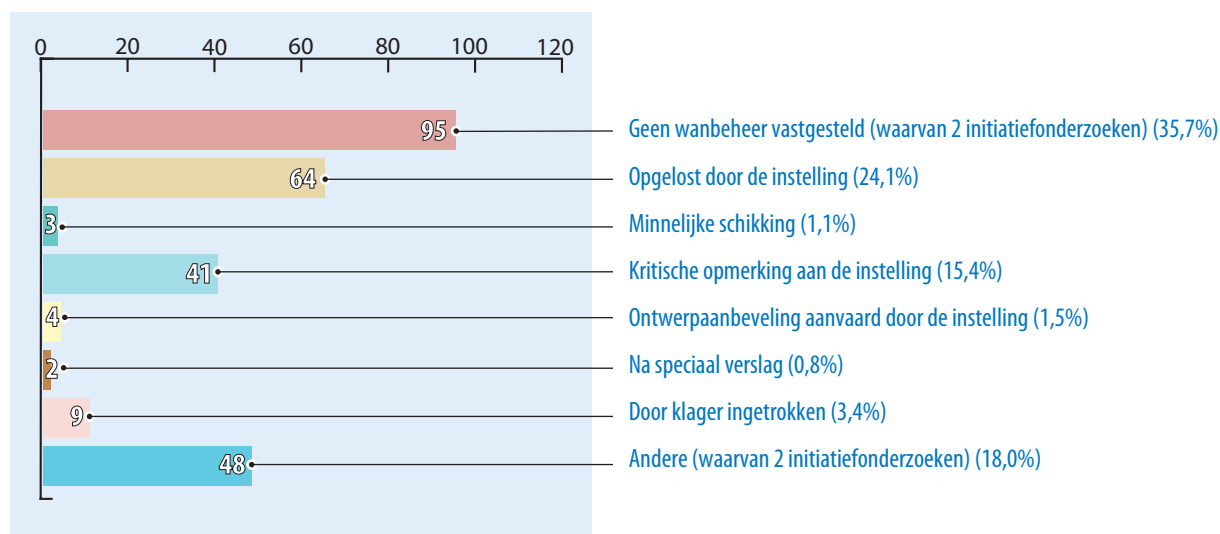 0 20 40 60 80 100 120
95 Geen wanbeheer vastgesteld (waarvan 2 initiatiefonderzoeken) (35,7%)
64 Opgelost door de instelling (24,1%)
3 Minnelijke schikking (1,1%)
41 Kritische opmerking aan de instelling (15,4%)
4 Ontwerpaanbeveling aanvaard door de instelling (1,5%)
2 Na speciaal verslag (0,8%)
9 Door klager ingetrokken (3,4%)
48 Andere (waarvan 2 initiatiefonderzoeken) (18,0%)